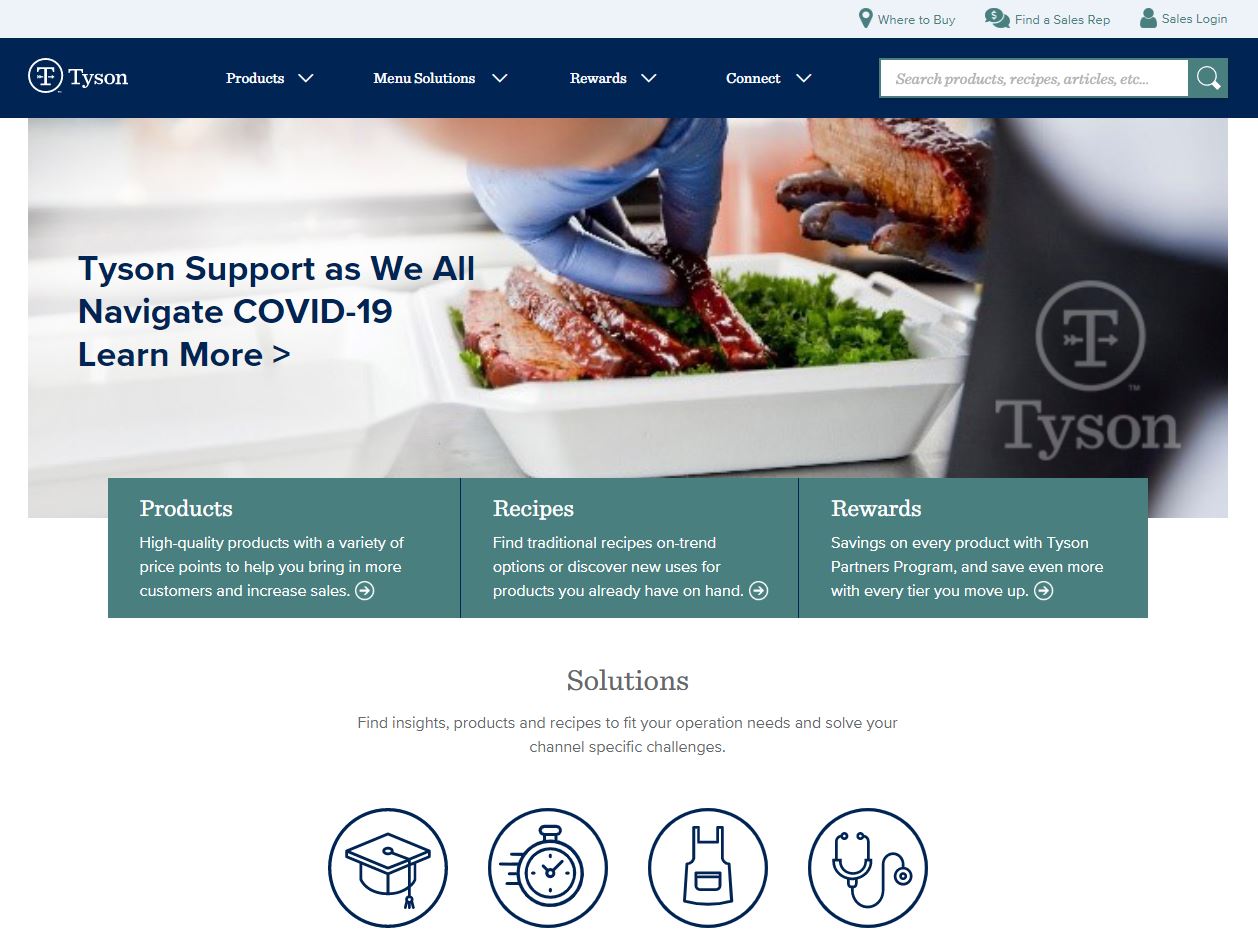 Where to Buy
Find a Sales Rep
Sales Login
Tyson
Products
Menu Solutions
Rewards
Connect
Search products, recipes, articles, etc...
Tyson Support as We All
Navigate COVID-19
Learn More >
T
TM
Tyson
Products
High-quality products with a variety of
price points to help you bring in more
customers and increase sales.
Recipes
Find traditional recipes on-trend
options or discover new uses for
products you already have on hand.
Rewards
Savings on every product with Tyson
Partners Program, and save even more
with every tier you move up.
Solutions
Find insights, products and recipes to fit your operation needs and solve your
channel specific challenges.